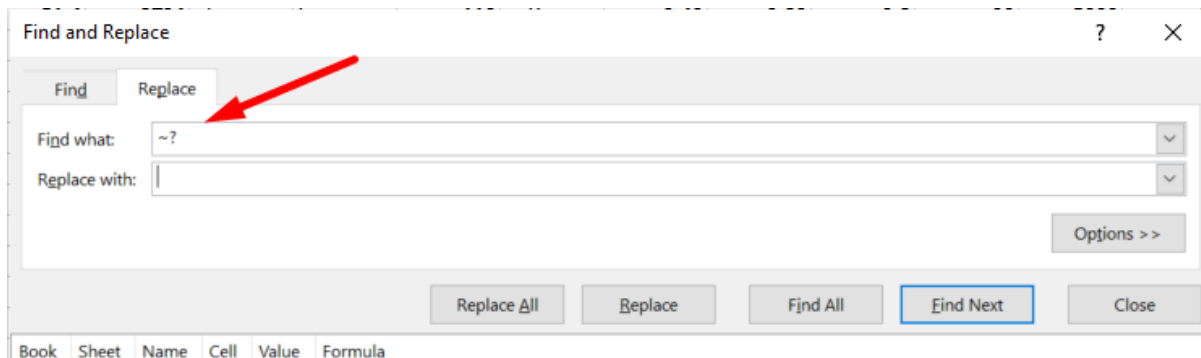 Find and Replace ? ×
Find Replace
Find what: ~?
Replace with:
Options >>
Replace All Replace Find All Find Next Close
Book Sheet Name Cell Value Formula